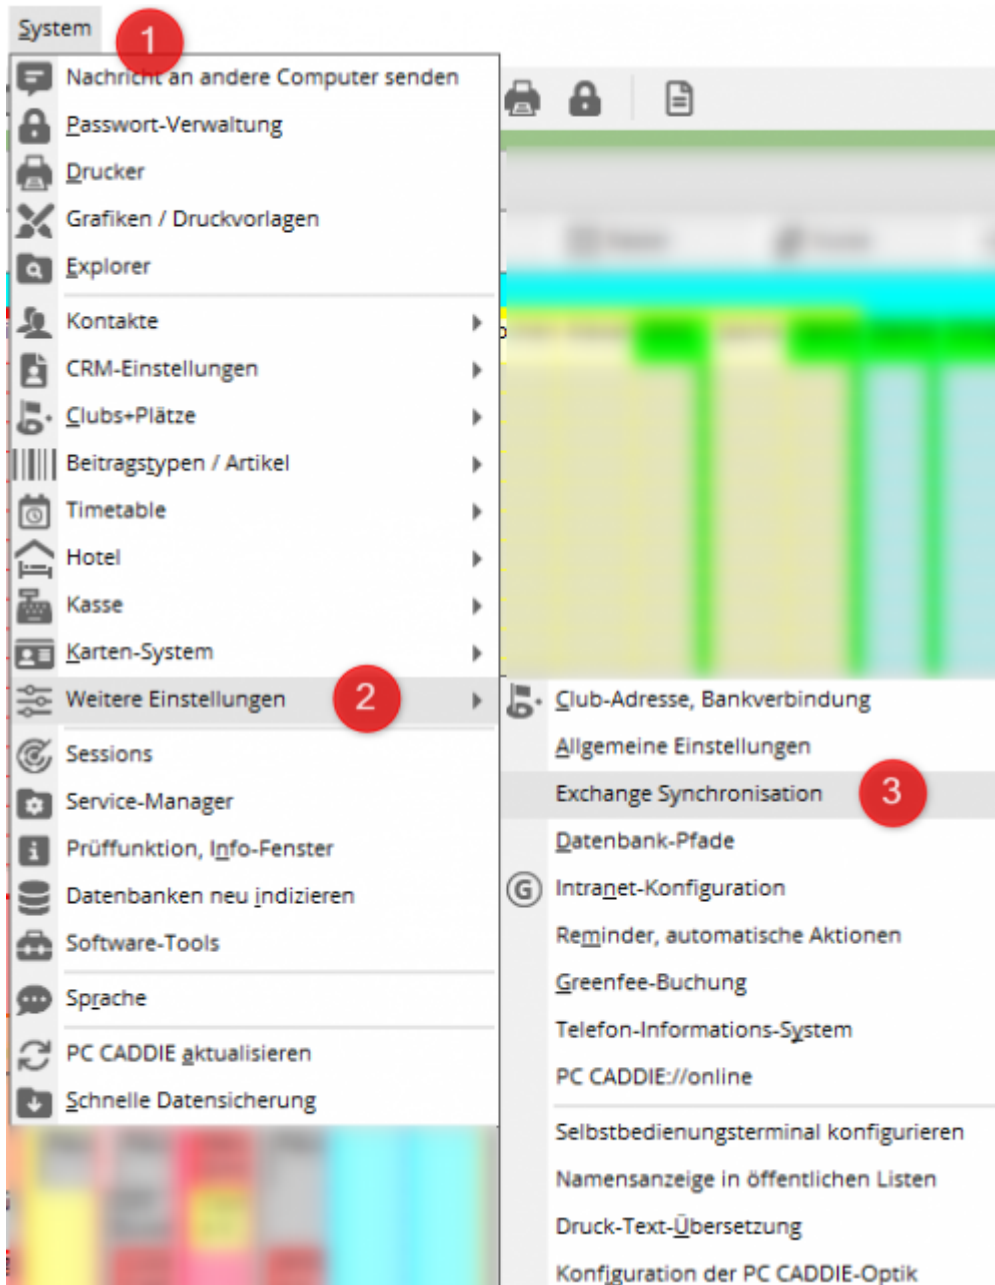 System
1
Nachricht an andere Computer senden
Passwort-Verwaltung
Drucker
Grafiken / Druckvorlagen
Explorer
Kontakte
CRM-Einstellungen
Clubs+Plätze
Beitragstypen / Artikel
Timetable
Hotel
Kasse
Karten-System
Weitere Einstellungen
2
Sessions
Service-Manager
Prüffunktion, Info-Fenster
Datenbanken neu indizieren
Software-Tools
Sprache
PC CADDIE aktualisieren
Schnelle Datensicherung
Club-Adresse, Bankverbindung
Allgemeine Einstellungen
Exchange Synchronisation
3
Datenbank-Pfade
G Intranet-Konfiguration
Reminder, automatische Aktionen
Greenfee-Buchung
Telefon-Informations-System
PC CADDIE://online
Selbstbedienungsterminal konfigurieren
Namensanzeige in öffentlichen Listen
Druck-Text-Übersetzung
Konfiguration der PC CADDIE-Optik